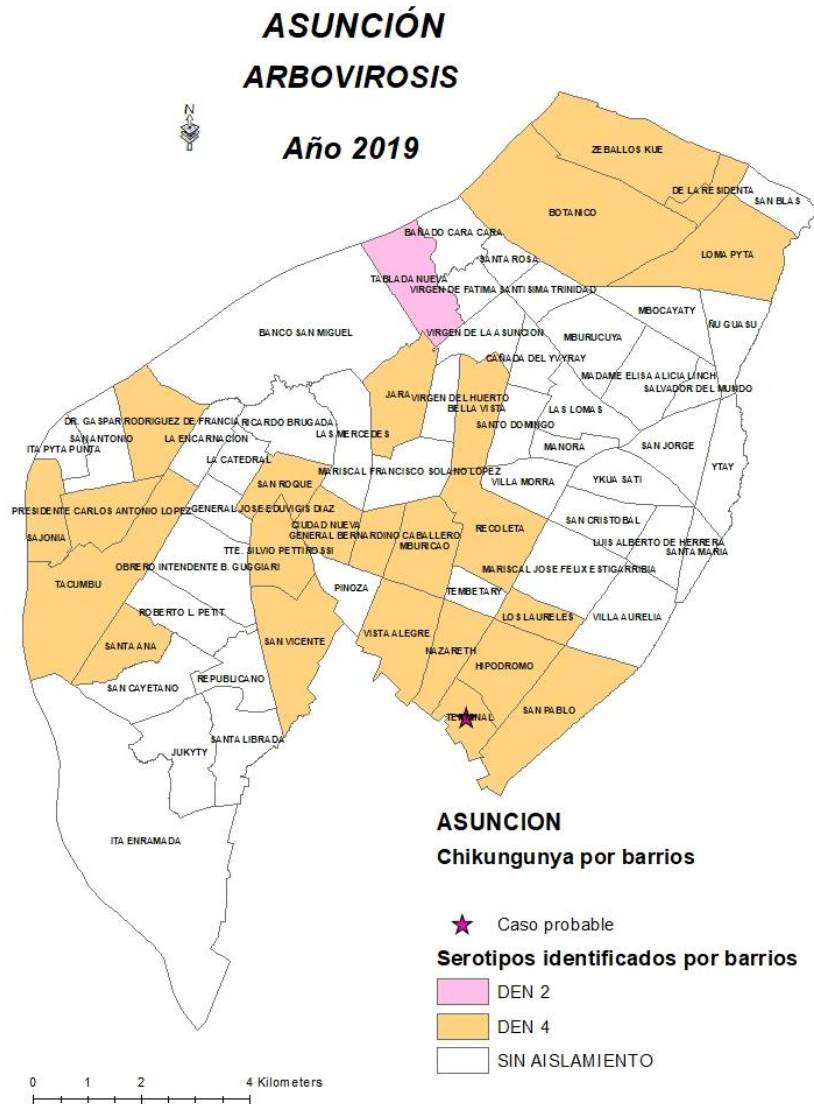 ASUNCIÓN
ARBOVIROSIS
Año 2019
N
ZEBALLOS KUE
DE LA RESIDENTA
SAN BLAS
BOTANICO
LOMA PYTA
BAÑADO CARA CARA
SANTA ROSA
TABLADA NUEVA
VIRGEN DE FATIMA SANTISIMA TRINIDAD
MBOCAYATY
ÑU GUASU
BANCO SAN MIGUEL
VIRGEN DE LA ASUNCION
MBURUCUYA
CAÑADA DEL YVYRAY
MADAME ELISA ALICIA LINCH
SALVADOR DEL MUNDO
JARA
VIRGEN DEL HUERTO
BELLA VISTA
LAS LOMAS
DR. GASPAR RODRIGUEZ DE FRANCIA
RICARDO BRUGADA
SANTO DOMINGO
LAS MERCEDES
SAN ANTONIO
LA ENCARNACION
ITA PYTA PUNTA
MANORA
SAN JORGE
LA CATEDRAL
MARISCAL FRANCISCO SOLANO LOPEZ
YTAY
SAN ROQUE
VILLA MORRA
YKUA SATI
PRESIDENTE CARLOS ANTONIO LOPEZ
GENERAL JOSE EDUVIGIS DIAZ
SAJONIA
CIUDAD NUEVA
GENERAL BERNARDINO CABALLERO
RECOLETA
SAN CRISTOBAL
MBURICAO
TTE. SILVIO PETTIROSSI
LUIS ALBERTO DE HERRERA
SANTA MARIA
OBRERO INTENDENTE B. GUGGIARI
MARISCAL JOSE FELIX ESTIGARRIBIA
TACUMBU
PINOZA
TEMBETARY
ROBERTO L. PETIT
LOS LAURELES
VILLA AURELIA
VISTA ALEGRE
SAN VICENTE
SANTA ANA
NAZARETH
HIPODROMO
REPUBLICANO
SAN CAYETANO
SAN PABLO
TERMINAL
SANTA LIBRADA
JUKYTY
ITA ENRAMADA
ASUNCION
Chikungunya por barrios
Caso probable
Serotipos identificados por barrios
DEN 2
DEN 4
SIN AISLAMIENTO
0 1 2 4 Kilometers